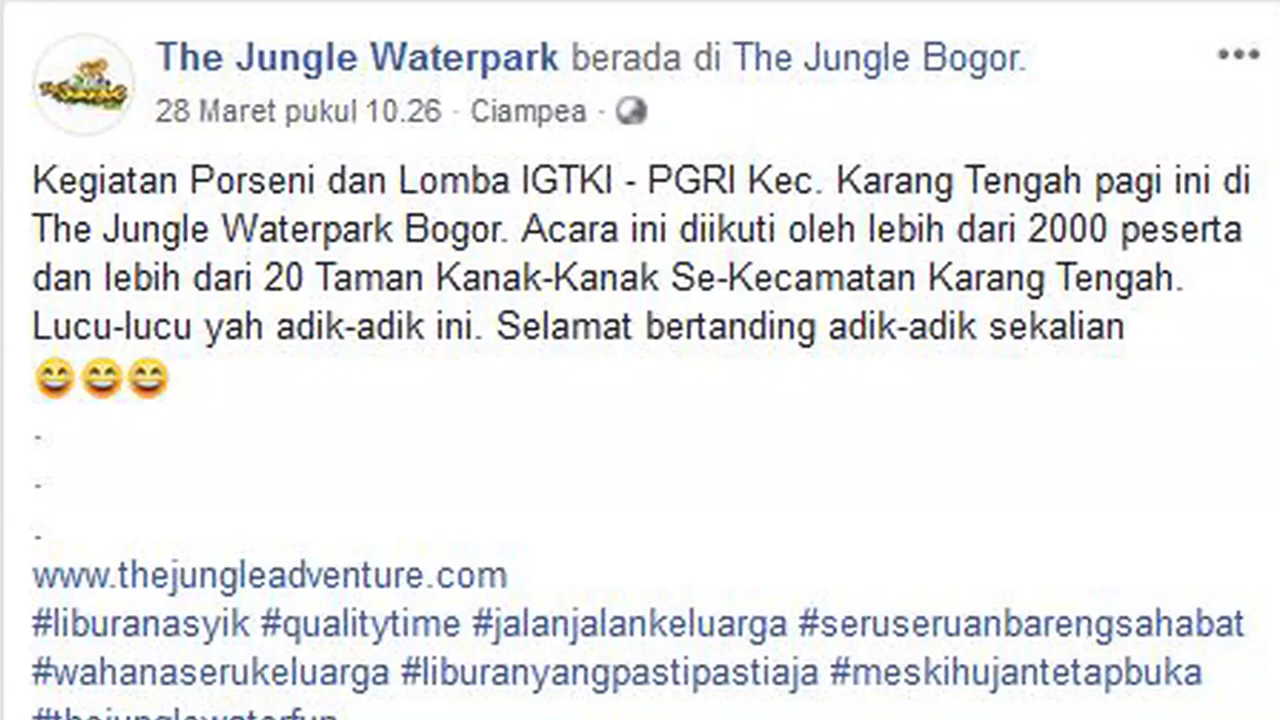 The Jungle Waterpark berada di The Jungle Bogor.
28 Maret pukul 10.26 · Ciampea ·
Kegiatan Porseni dan Lomba IGTKI - PGRI Kec. Karang Tengah pagi ini di
The Jungle Waterpark Bogor. Acara ini diikuti oleh lebih dari 2000 peserta
dan lebih dari 20 Taman Kanak-Kanak Se-Kecamatan Karang Tengah.
Lucu-lucu yah adik-adik ini. Selamat bertanding adik-adik sekalian
😄😄😄
.
.
.
www.thejungleadventure.com
#liburanasyik #qualitytime #jalanjalankeluarga #seruseruanbarengsahabat
#wahanaserukeluarga #liburanyangpastipastiaja #meskihujantetapbuka
#thejunglewaterfun